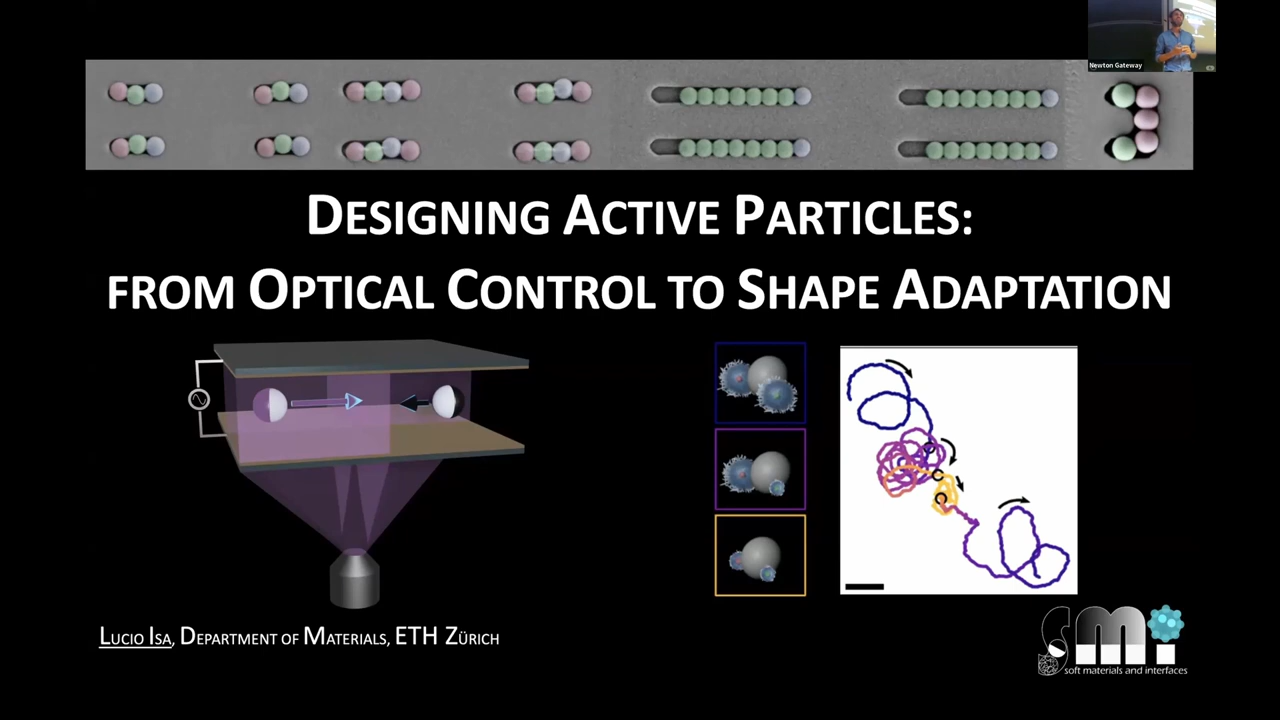 Newton Gateway
DESIGNING ACTIVE PARTICLES:
FROM OPTICAL CONTROL TO SHAPE ADAPTATION
LUCIO ISA, DEPARTMENT OF MATERIALS, ETH ZÜRICH
smi
soft materials and interfaces